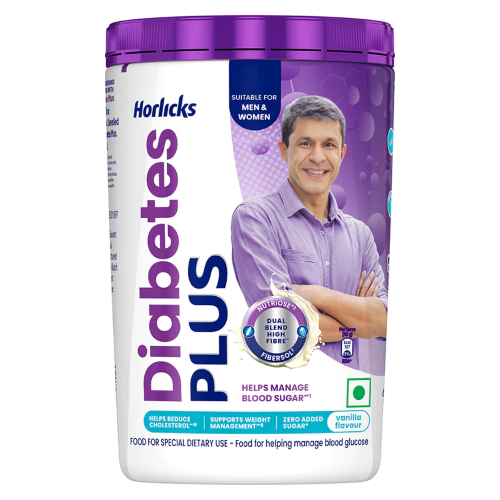 Horlicks
Diabetes
PLUS
SUITABLE FOR
MEN &
WOMEN
NUTRIOSE
DUAL
BLEND
HIGH
FIBRE
FIBERSOL
HELPS MANAGE
BLOOD SUGAR
HELPS REDUCE
CHOLESTEROL
SUPPORTS WEIGHT
MANAGEMENT
ZERO ADDED
SUGAR
vanilla
flavour
FOOD FOR SPECIAL DIETARY USE - Food for helping manage blood glucose